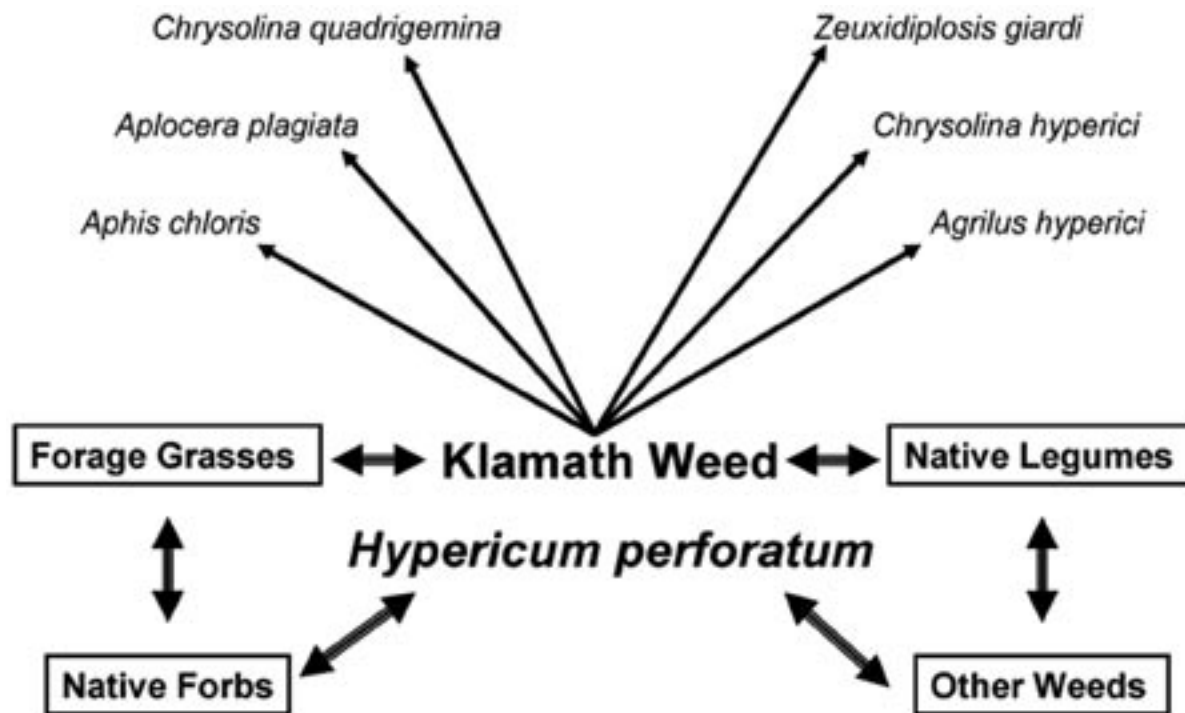 Chrysolina quadrigemina
Zeuxidiplosis giardi
Aplocera plagiata
Chrysolina hyperici
Aphis chloris
Agrilus hyperici
Forage Grasses
Klamath Weed
Native Legumes
Hypericum perforatum
Native Forbs
Other Weeds